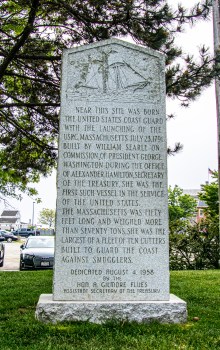 NEAR THIS SITE WAS BORN
THE UNITED STATES COAST GUARD
WITH THE LAUNCHING OF THE
USRC MASSACHUSETTS JULY 23, 1791
BUILT BY WILLIAM SEARLE ON
COMMISSION OF PRESIDENT GEORGE
WASHINGTON DURING THE OFFICE
OF ALEXANDER HAMILTON, SECRETARY
OF THE TREASURY. SHE WAS THE
FIRST SUCH VESSEL IN THE SERVICE
OF THE UNITED STATES.
THE MASSACHUSETTS WAS FIFTY
FEET LONG AND WEIGHED MORE
THAN SEVENTY TONS. SHE WAS THE
LARGEST OF A FLEET OF TEN CUTTERS
BUILT TO GUARD THE COAST
AGAINST SMUGGLERS.
DEDICATED AUGUST 4, 1958
BY THE
HON. A. GILMORE FLUES
ASSISTANT SECRETARY OF THE TREASURY